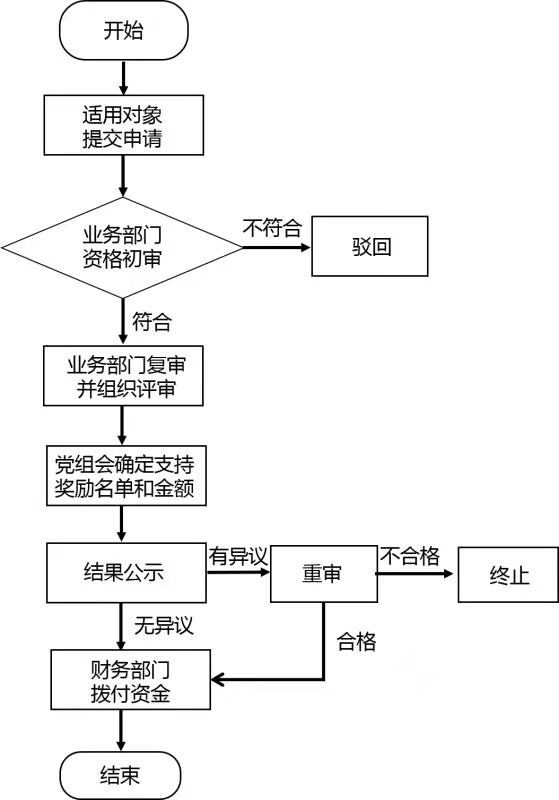 开始
适用对象
提交申请
业务部门
资格初审
不符合
驳回
符合
业务部门复审
并组织评审
党组会确定支持
奖励名单和金额
结果公示
有异议
重审
不合格
终止
无异议
合格
财务部门
拨付资金
结束